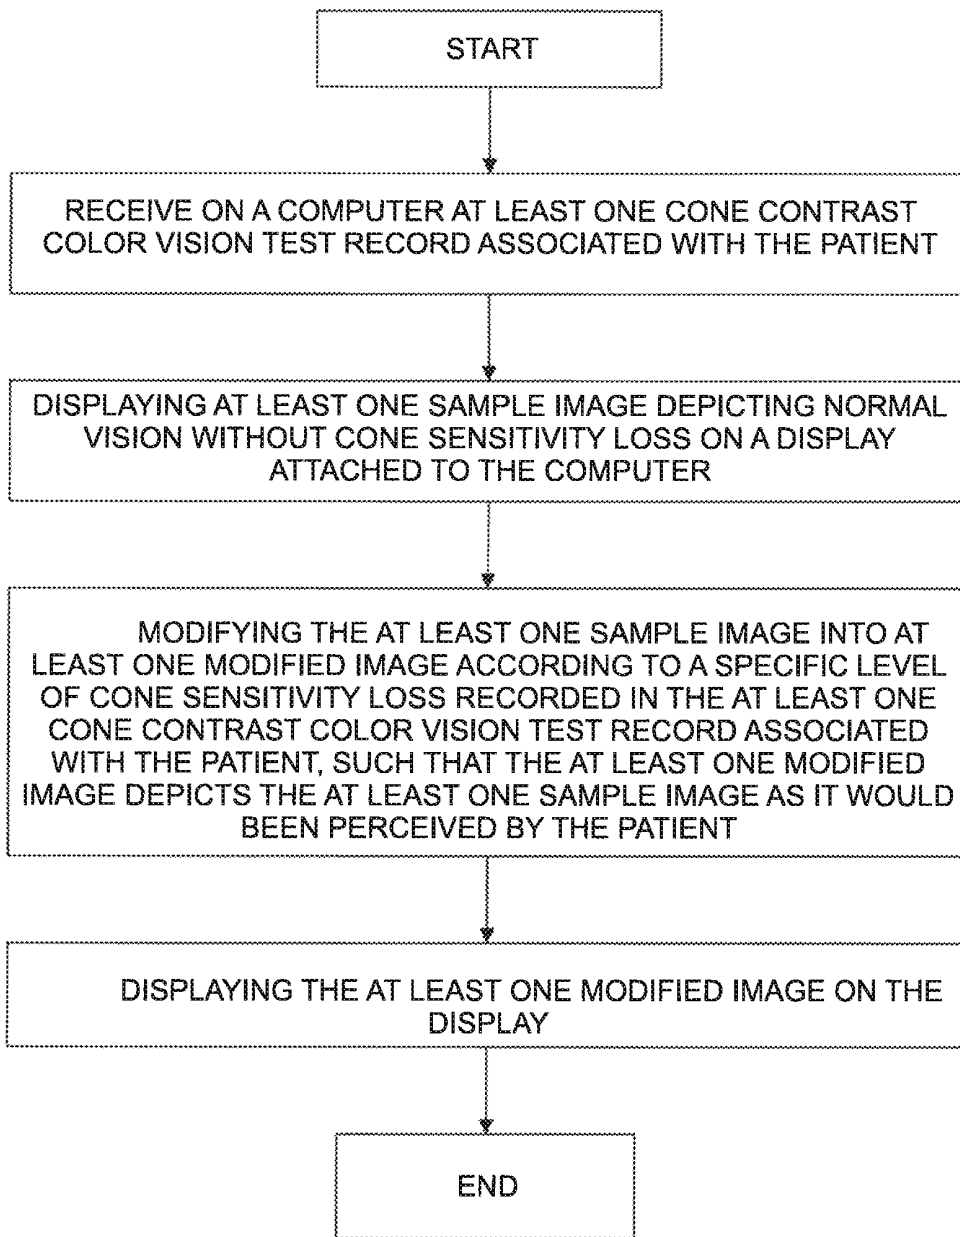 START
RECEIVE ON A COMPUTER AT LEAST ONE CONE CONTRAST
COLOR VISION TEST RECORD ASSOCIATED WITH THE PATIENT
DISPLAYING AT LEAST ONE SAMPLE IMAGE DEPICTING NORMAL
VISION WITHOUT CONE SENSITIVITY LOSS ON A DISPLAY
ATTACHED TO THE COMPUTER
MODIFYING THE AT LEAST ONE SAMPLE IMAGE INTO AT
LEAST ONE MODIFIED IMAGE ACCORDING TO A SPECIFIC LEVEL
OF CONE SENSITIVITY LOSS RECORDED IN THE AT LEAST ONE
CONE CONTRAST COLOR VISION TEST RECORD ASSOCIATED
WITH THE PATIENT, SUCH THAT THE AT LEAST ONE MODIFIED
IMAGE DEPICTS THE AT LEAST ONE SAMPLE IMAGE AS IT WOULD
BEEN PERCEIVED BY THE PATIENT
DISPLAYING THE AT LEAST ONE MODIFIED IMAGE ON THE
DISPLAY
END